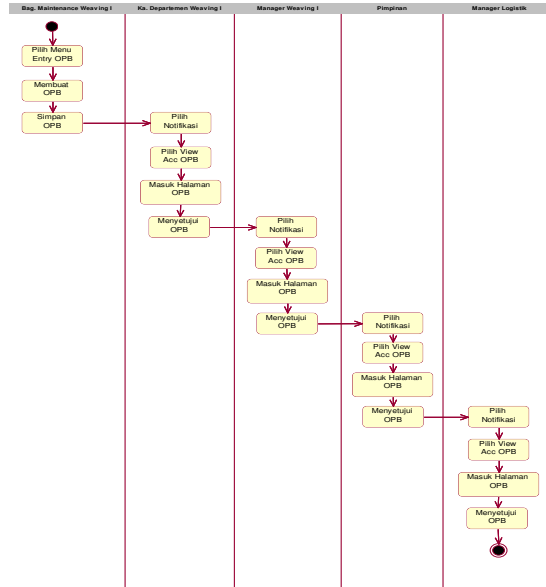 Bag. Maintenance Weaving I
Ka. Departemen Weaving I
Manager Weaving I
Pimpinan
Manager Logistik
Pilih Menu
Entry OPB
Membuat
OPB
Simpan
OPB
Pilih
Notifikasi
Pilih View
Acc OPB
Masuk Halaman
OPB
Menyetujui
OPB
Pilih
Notifikasi
Pilih View
Acc OPB
Masuk Halaman
OPB
Menyetujui
OPB
Pilih
Notifikasi
Pilih View
Acc OPB
Masuk Halaman
OPB
Menyetujui
OPB
Pilih
Notifikasi
Pilih View
Acc OPB
Masuk Halaman
OPB
Menyetujui
OPB